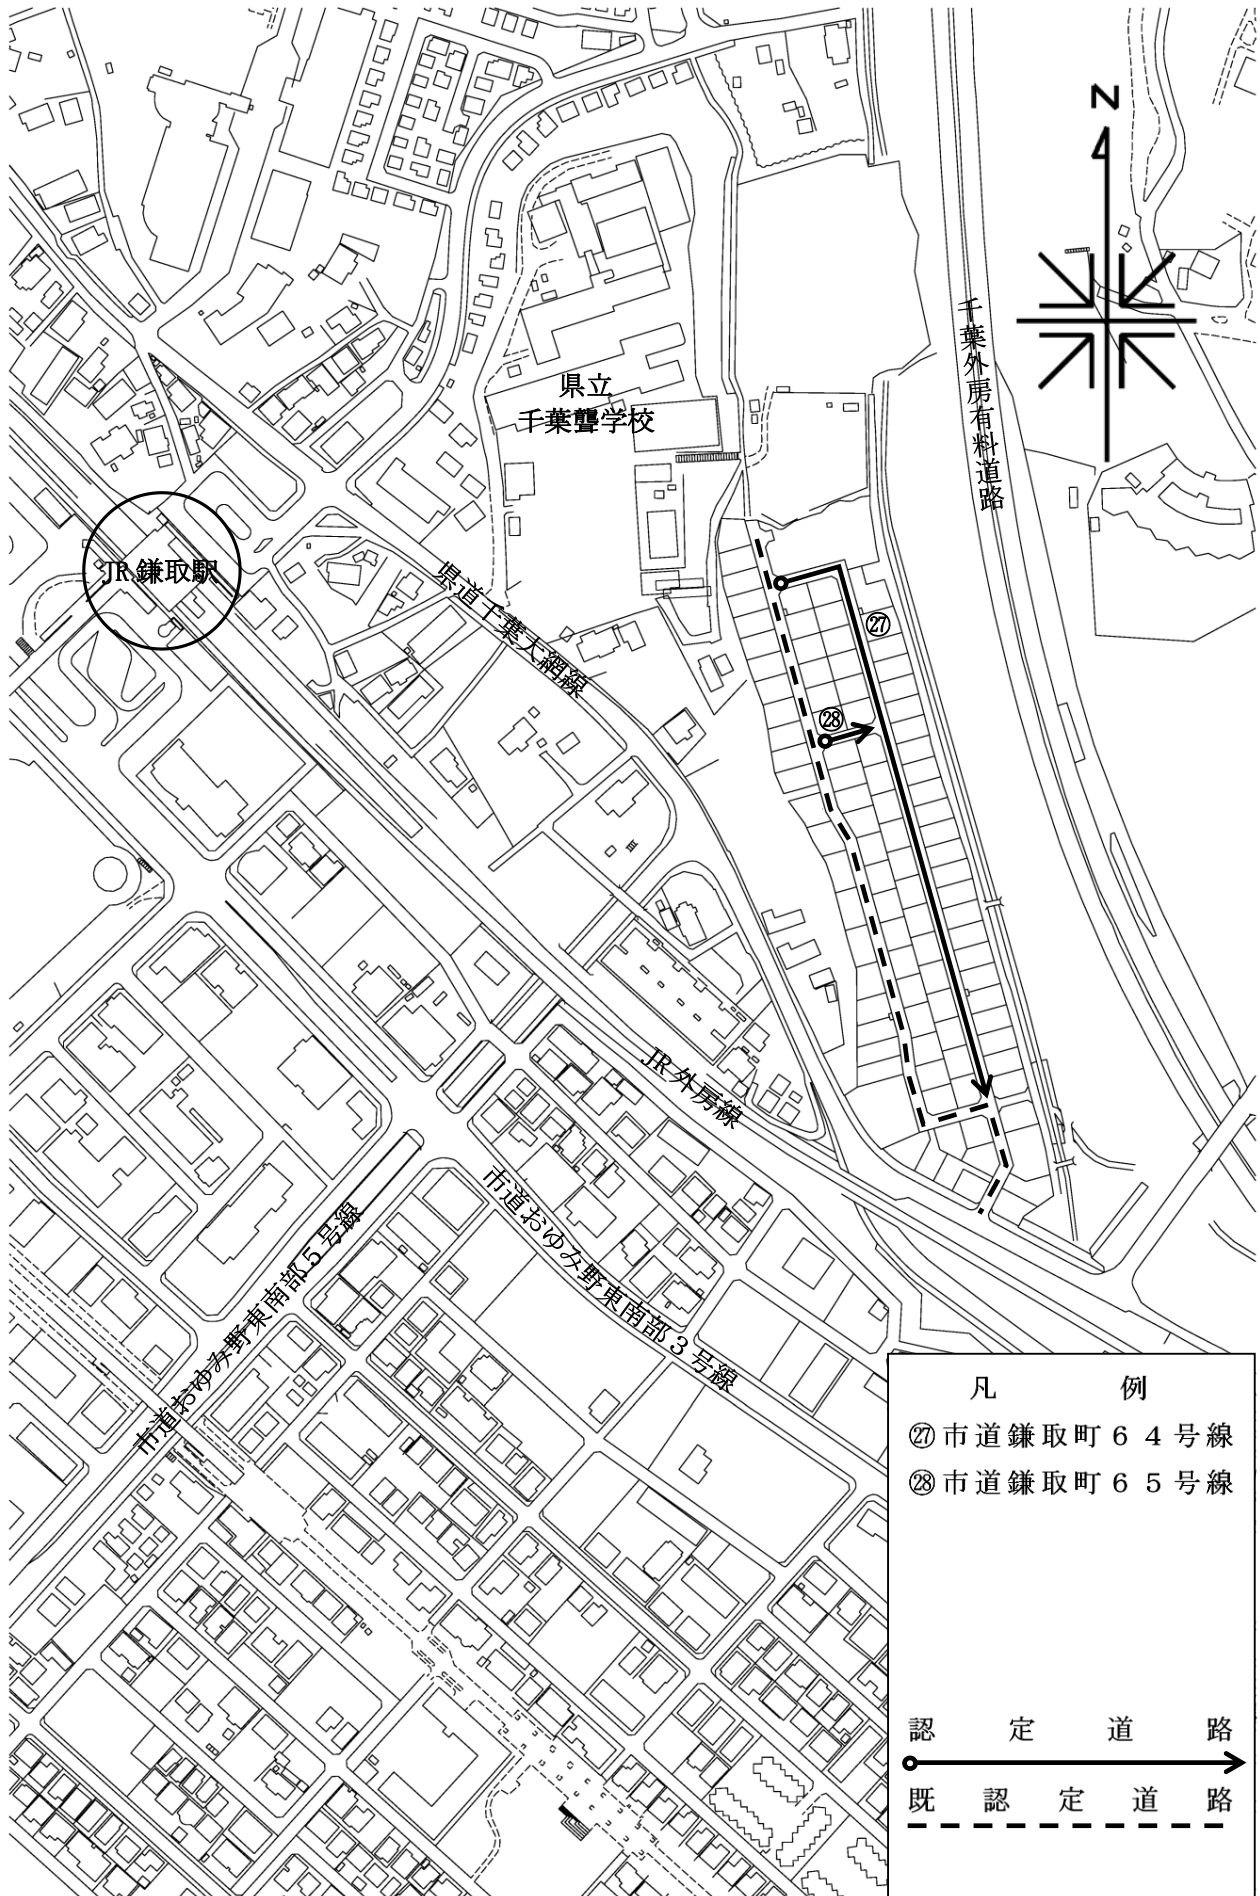 N
千葉外房有料道路
県立
千葉聾学校
JR 鎌取駅
県道千葉大網線
㉗
㉘
JR 外房線
市道おゆみ野東南部５号線
市道おゆみ野東南部３号線
凡 例
㉗市道鎌取町６４号線
㉘市道鎌取町６５号線
認 定 道 路
既 認 定 道 路